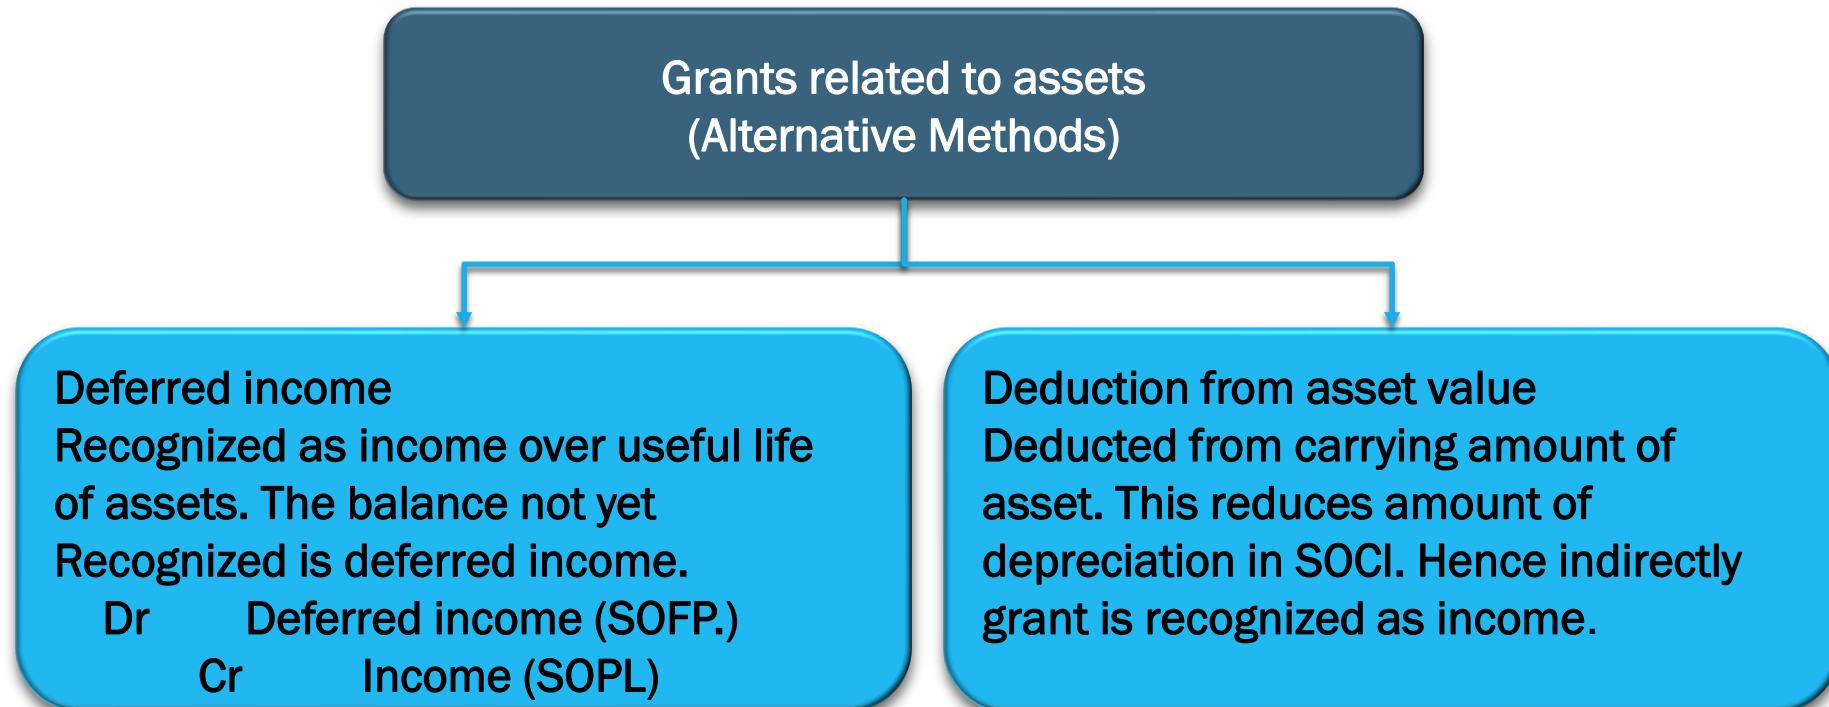 Grants related to assets
(Alternative Methods)
Deferred income
Recognized as income over useful life
of assets. The balance not yet
Recognized is deferred income.
Dr Deferred income (SOFP.)
Cr Income (SOPL)
Deduction from asset value
Deducted from carrying amount of
asset. This reduces amount of
depreciation in SOCI. Hence indirectly
grant is recognized as income.